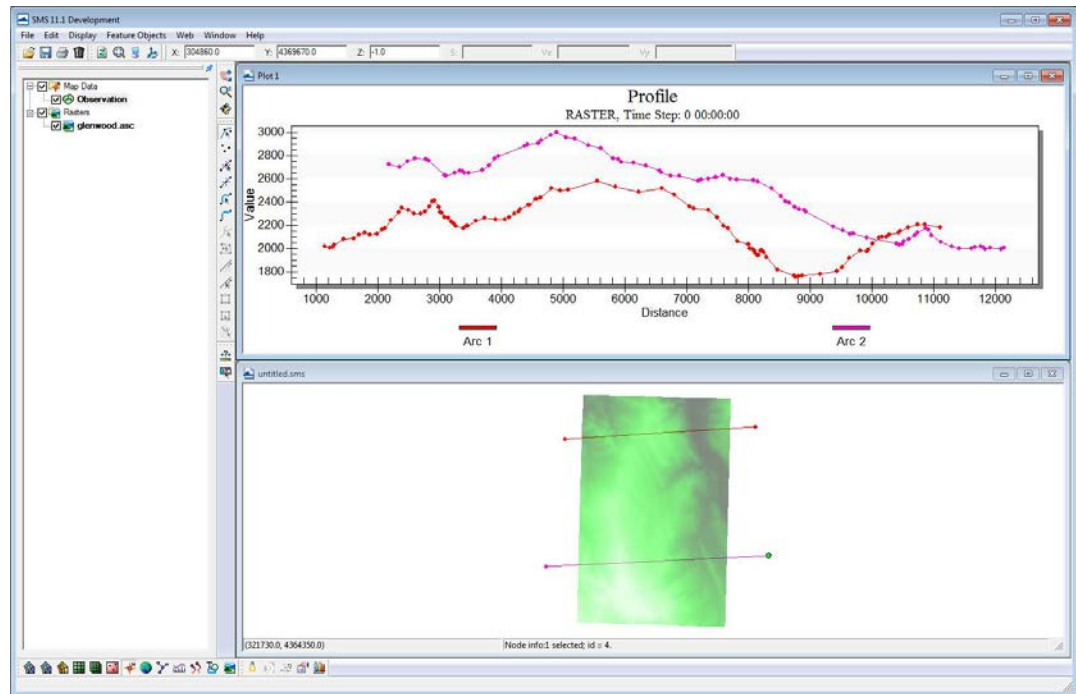 SMS 11.1 Development
File Edit Display Feature Objects Web Window Help
X: 304860.0 Y: 4369670.0 Z: -1.0 S: Vx: Vy:
Map Data
Observation
Rasters
glenwood.asc
Plot 1
Profile
RASTER, Time Step: 0 00:00:00
Value
3000
2800
2600
2400
2200
2000
1800
1000 2000 3000 4000 5000 6000 7000 8000 9000 10000 11000 12000
Distance
Arc 1 Arc 2
untitled.sms
(321730.0, 4364350.0) Node info:1 selected; id = 4.